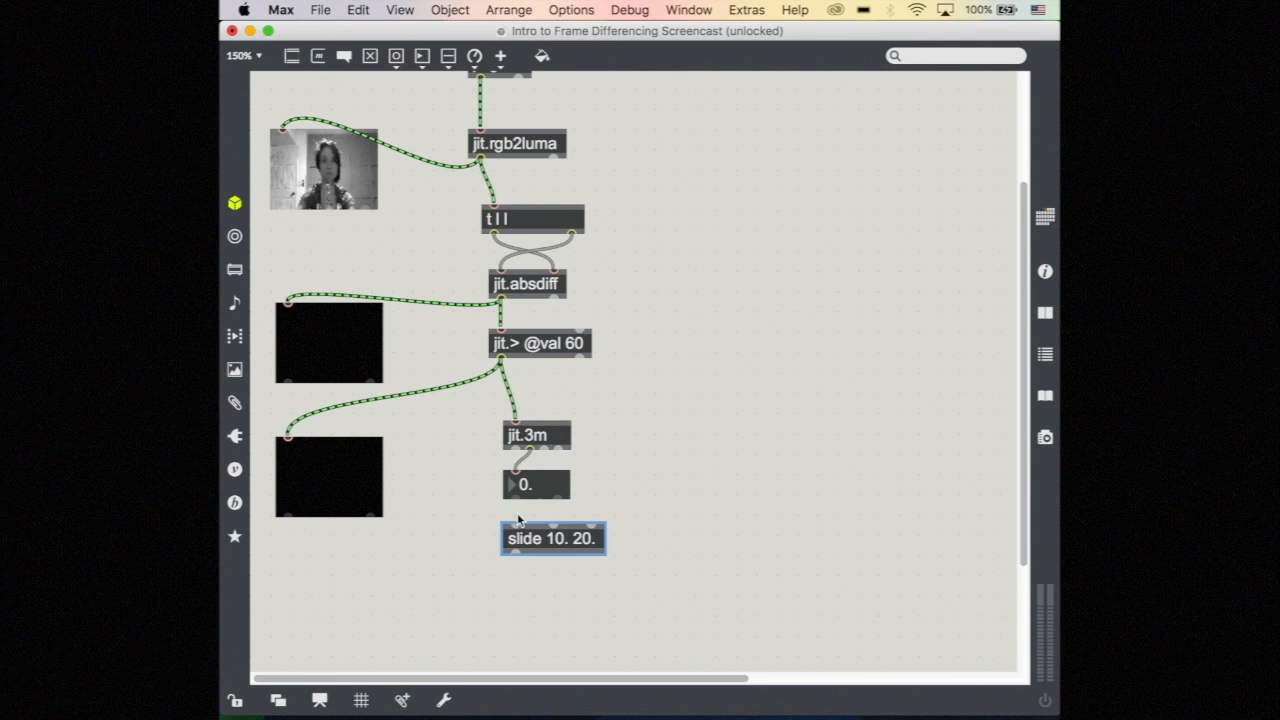 Max File Edit View Object Arrange Options Debug Window Extras Help 100%
Intro to Frame Differencing Screencast (unlocked)
150%
jit.rgb2luma
t l l
jit.absdiff
jit.> @val 60
jit.3m
0.
slide 10. 20.